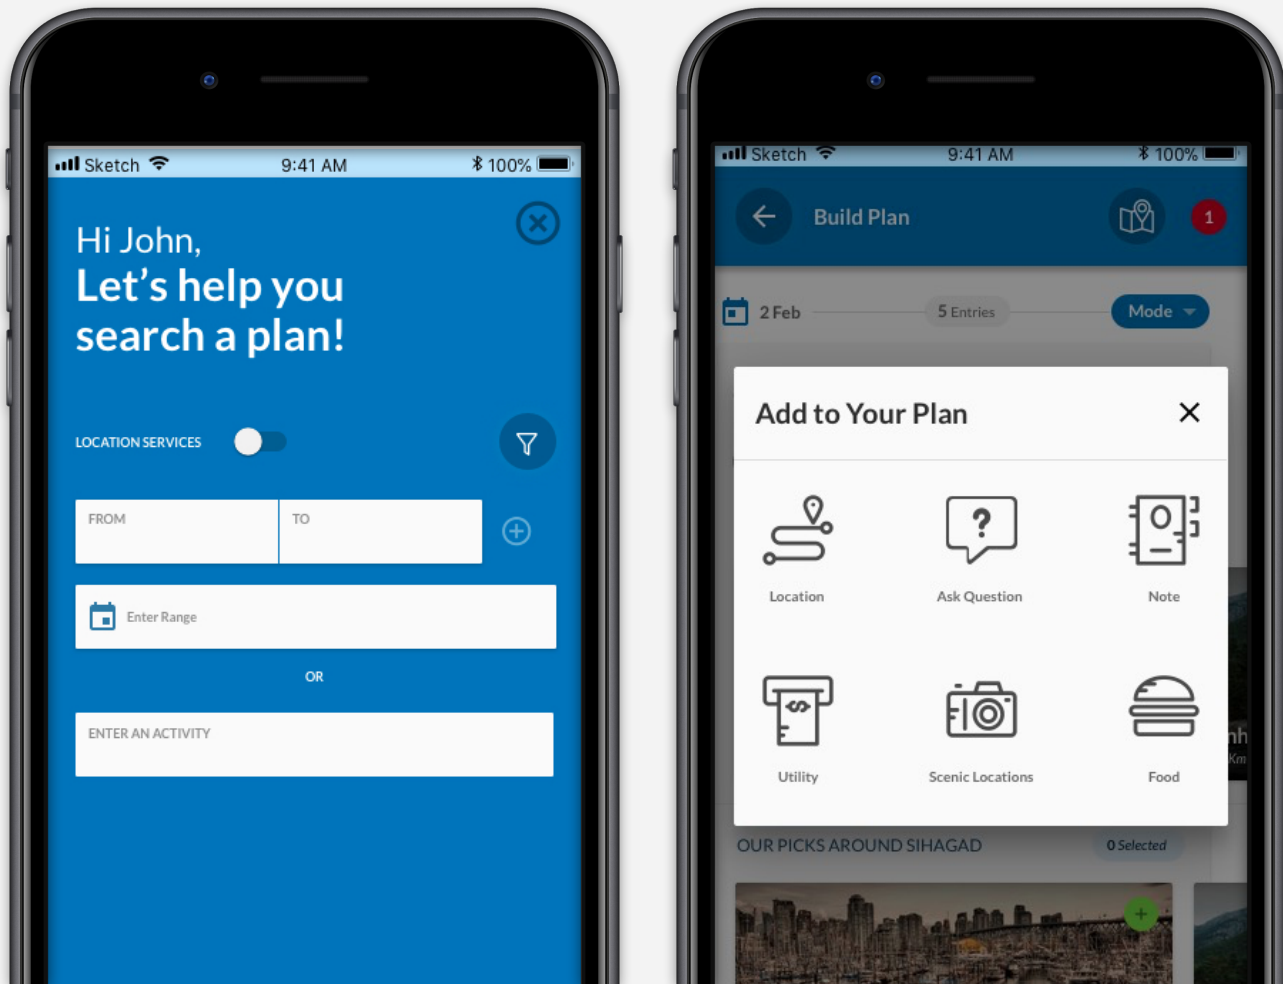 Sketch 9:41 AM 100%
Hi John,
Let's help you
search a plan!
LOCATION SERVICES
FROM TO
Enter Range
OR
ENTER AN ACTIVITY
Sketch 9:41 AM 100%
Build Plan 1
2 Feb 5 Entries Mode
Add to Your Plan
?
Location Ask Question Note
$
Utility Scenic Locations Food
nh
Km
OUR PICKS AROUND SIHAGAD 0 Selected